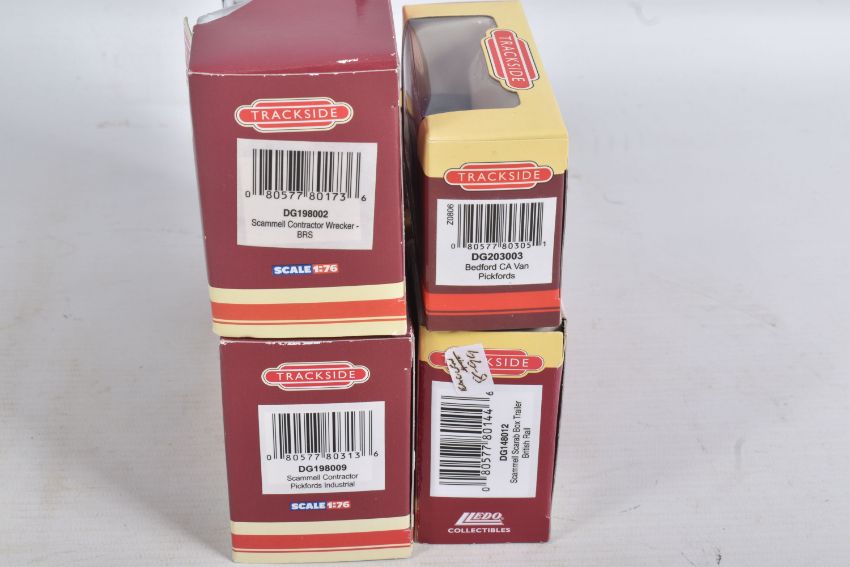 TRACKSIDE
0 80577 80173 6
DG198002
Scammell Contractor Wrecker -
BRS
SCALE 1:76
TRACKSIDE
TRACKSIDE
Z0806
0 80577 80305 1
DG203003
Bedford CA Van
Pickfords
TRACKSIDE
0 80577 80313 6
DG198009
Scammell Contractor
Pickfords Industrial
SCALE 1:76
TRACKSIDE
8-99
0 80577 80144 6
DG148012
Scammell Scarab Box Trailer
British Rail
LLEDO
COLLECTIBLES